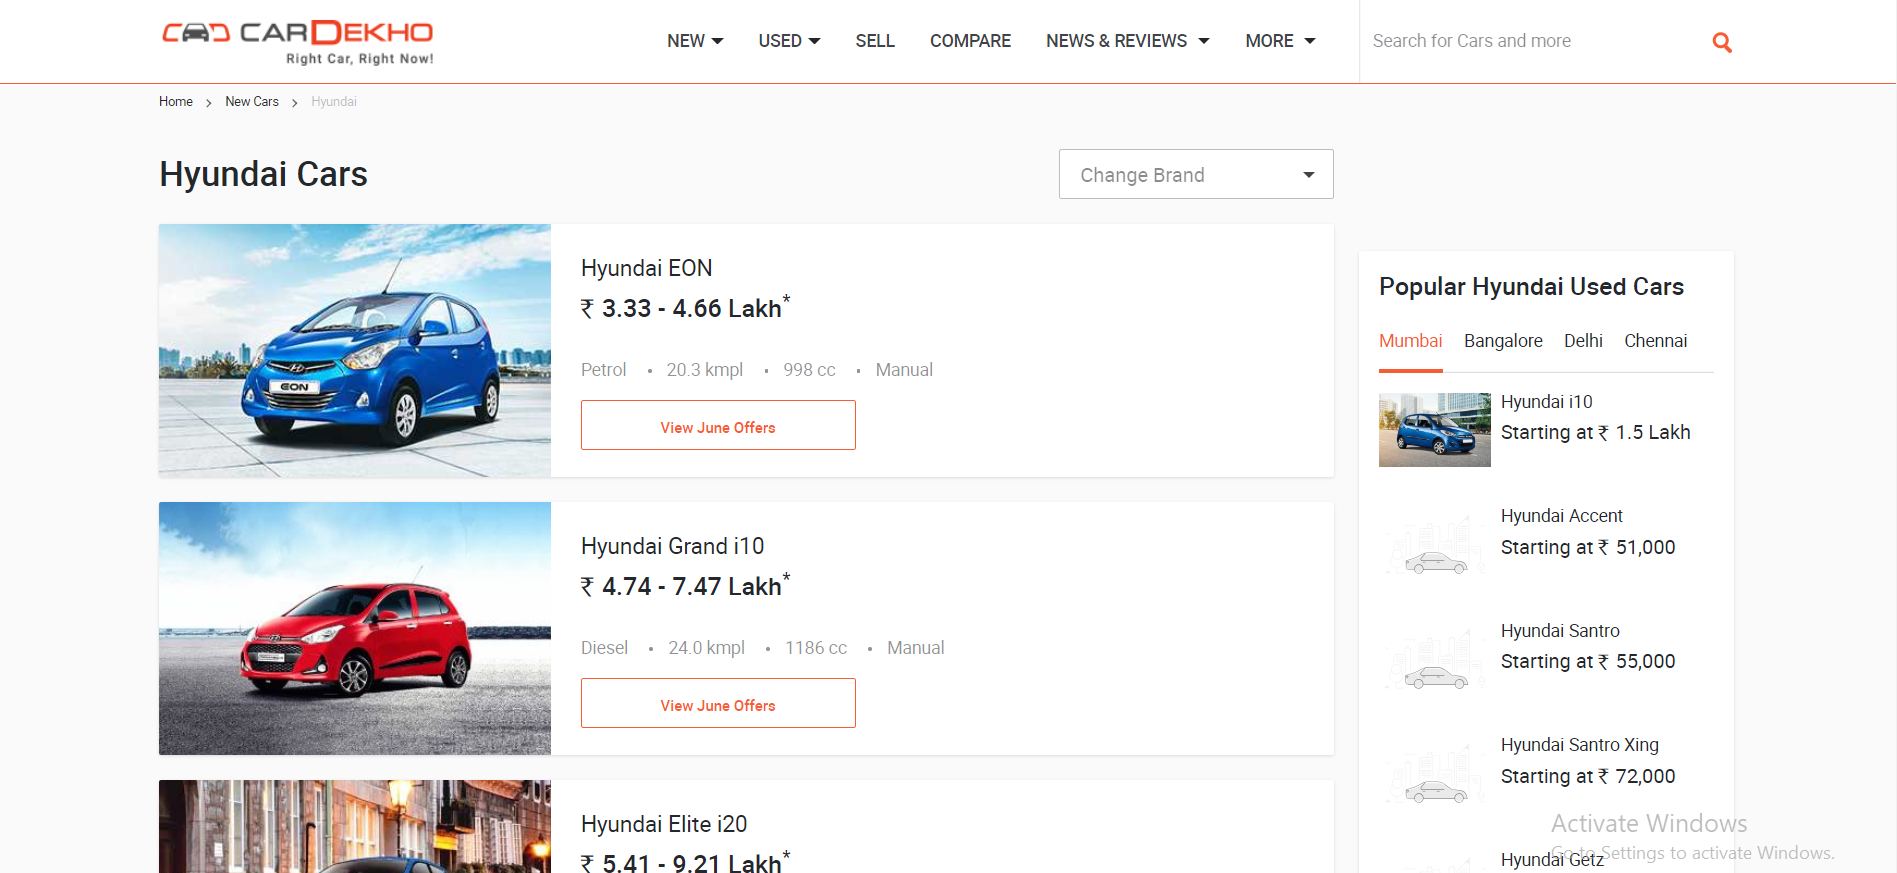 CARDEKHO
Right Car, Right Now!
NEW
USED
SELL
COMPARE
NEWS & REVIEWS
MORE
Search for Cars and more
Home > New Cars > Hyundai
Hyundai Cars
Change Brand
EON
Hyundai EON
₹ 3.33 - 4.66 Lakh*
Petrol • 20.3 kmpl • 998 cc • Manual
View June Offers
Hyundai Grand i10
₹ 4.74 - 7.47 Lakh*
Diesel • 24.0 kmpl • 1186 cc • Manual
View June Offers
Hyundai Elite i20
₹ 5.41 - 9.21 Lakh*
Popular Hyundai Used Cars
Mumbai Bangalore Delhi Chennai
Hyundai i10
Starting at ₹ 1.5 Lakh
Hyundai Accent
Starting at ₹ 51,000
Hyundai Santro
Starting at ₹ 55,000
Hyundai Santro Xing
Starting at ₹ 72,000
Hyundai Getz
Activate Windows
Go to Settings to activate Windows.